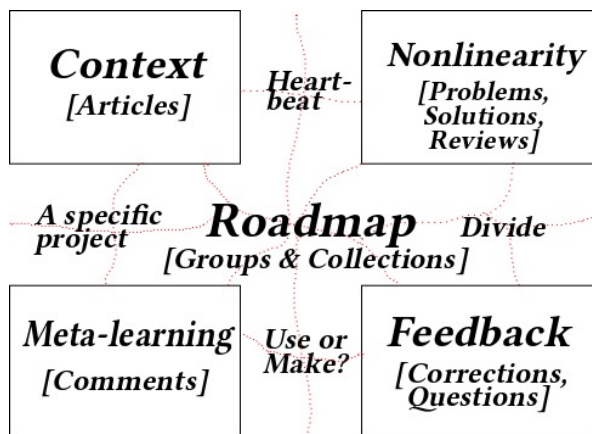 Context
[Articles]
Heart-
beat
Nonlinearity
[Problems,
Solutions,
Reviews]
A specific
project
Roadmap
[Groups & Collections]
Divide
Meta-learning
[Comments]
Use or
Make?
Feedback
[Corrections,
Questions]